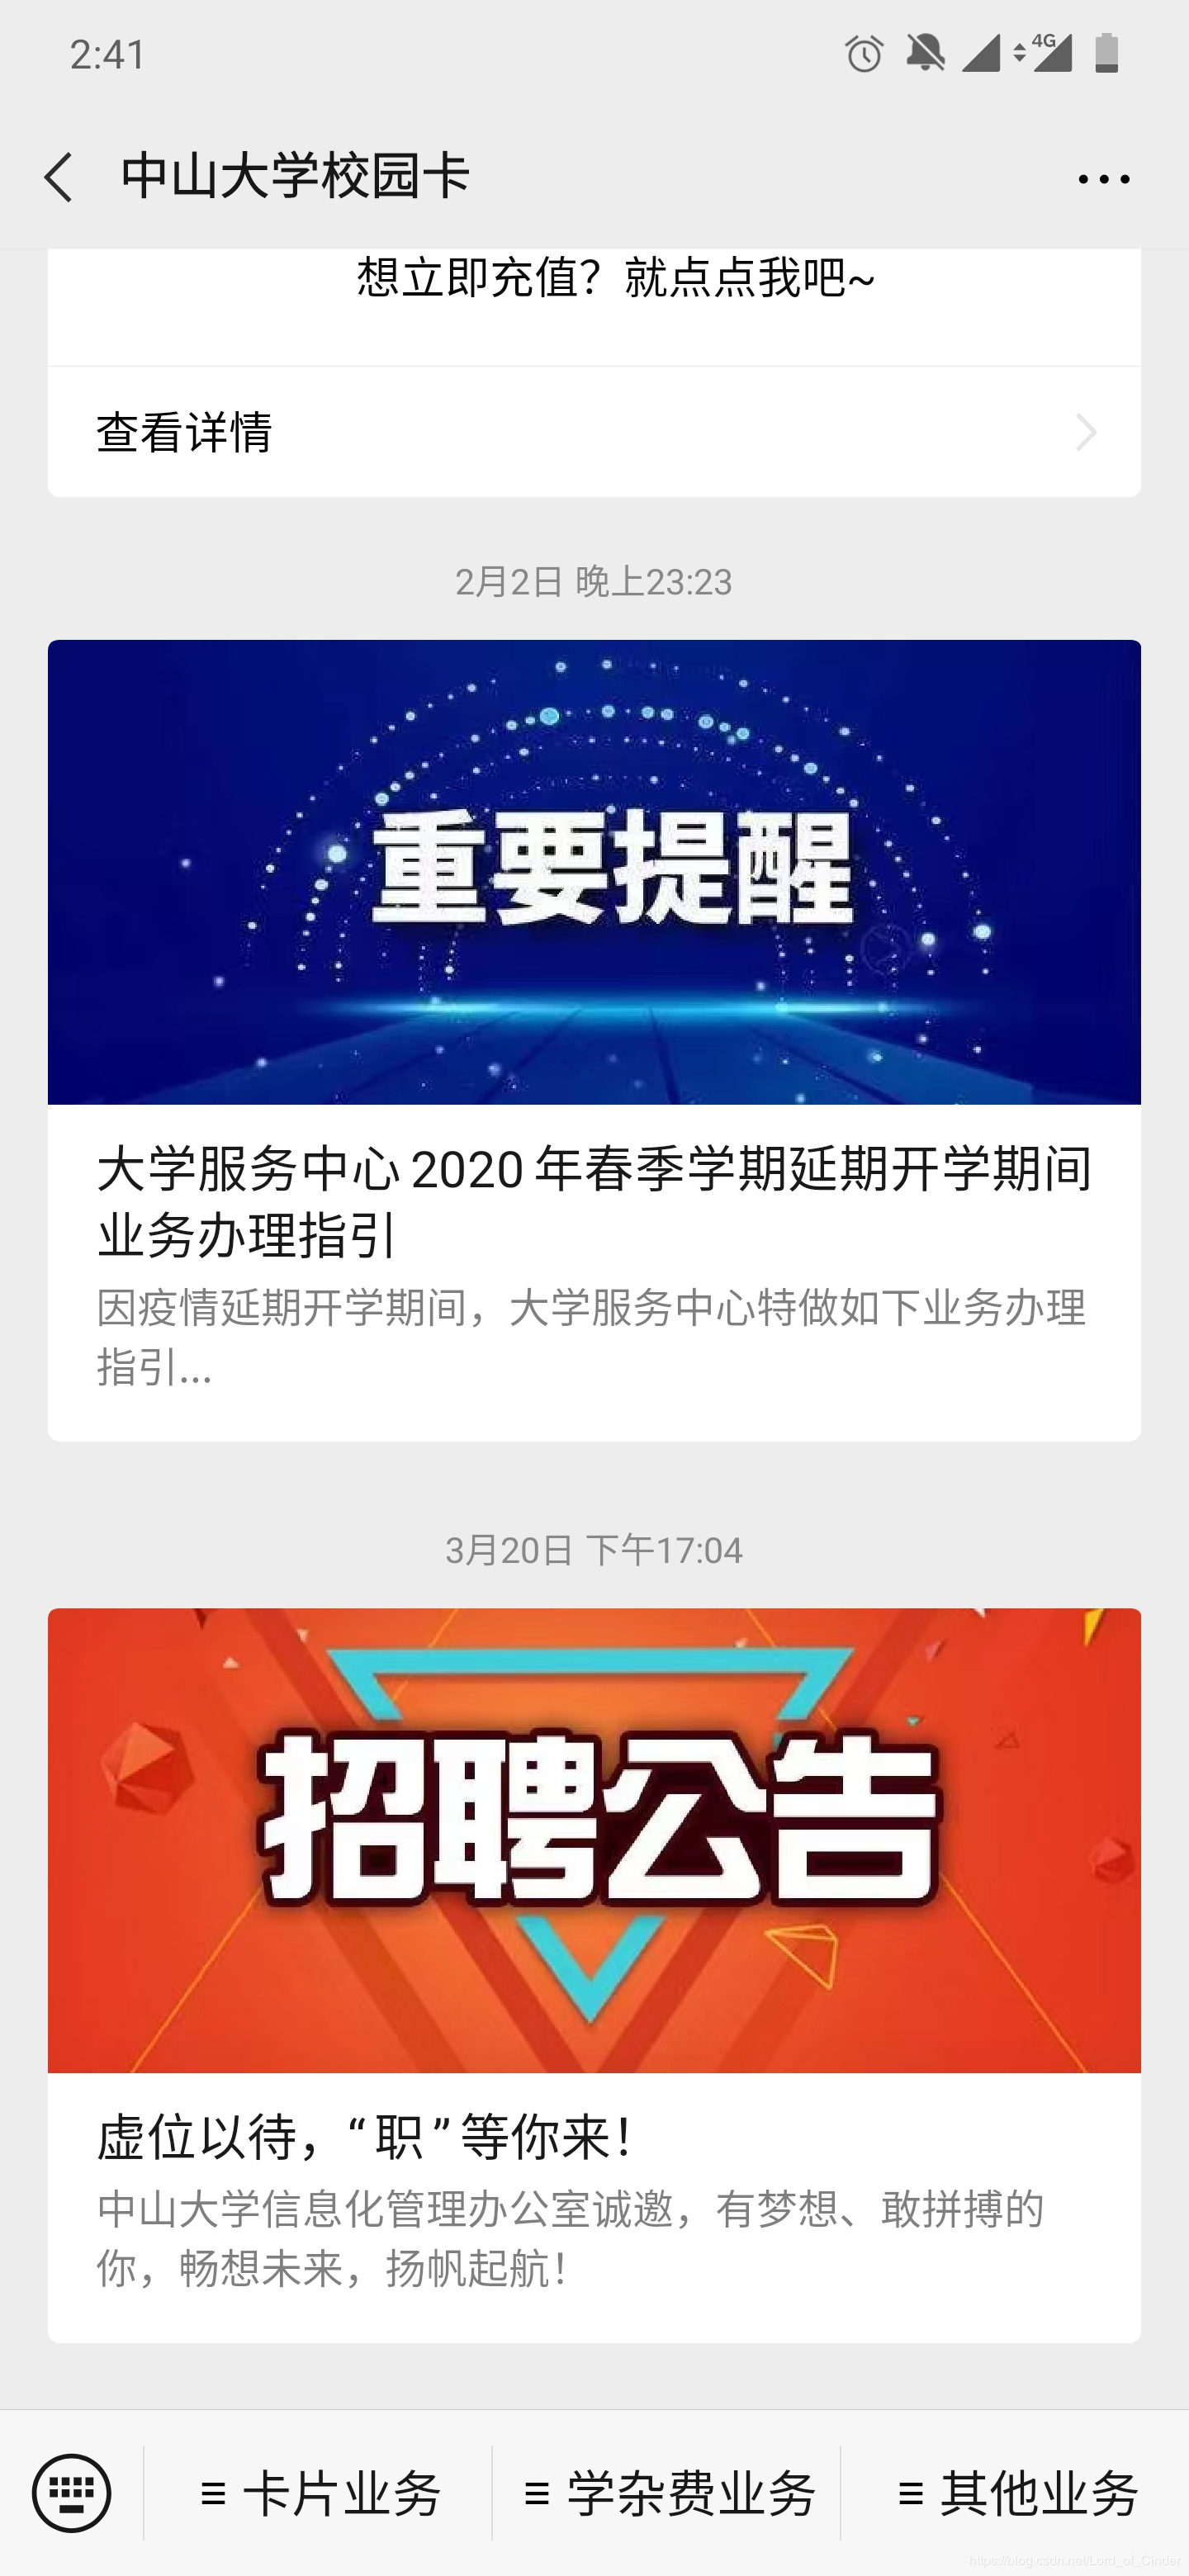 2:41
4G
中山大学校园卡
想立即充值？就点点我吧~
查看详情
2月2日 晚上23:23
重要提醒
大学服务中心 2020 年春季学期延期开学期间
业务办理指引
因疫情延期开学期间，大学服务中心特做如下业务办理
指引...
3月20日 下午17:04
招聘公告
虚位以待，“职”等你来！
中山大学信息化管理办公室诚邀，有梦想、敢拼搏的
你，畅想未来，扬帆起航！
≡ 卡片业务
≡ 学杂费业务
≡ 其他业务
https://blog.csdn.net/Lord_of_Cinder